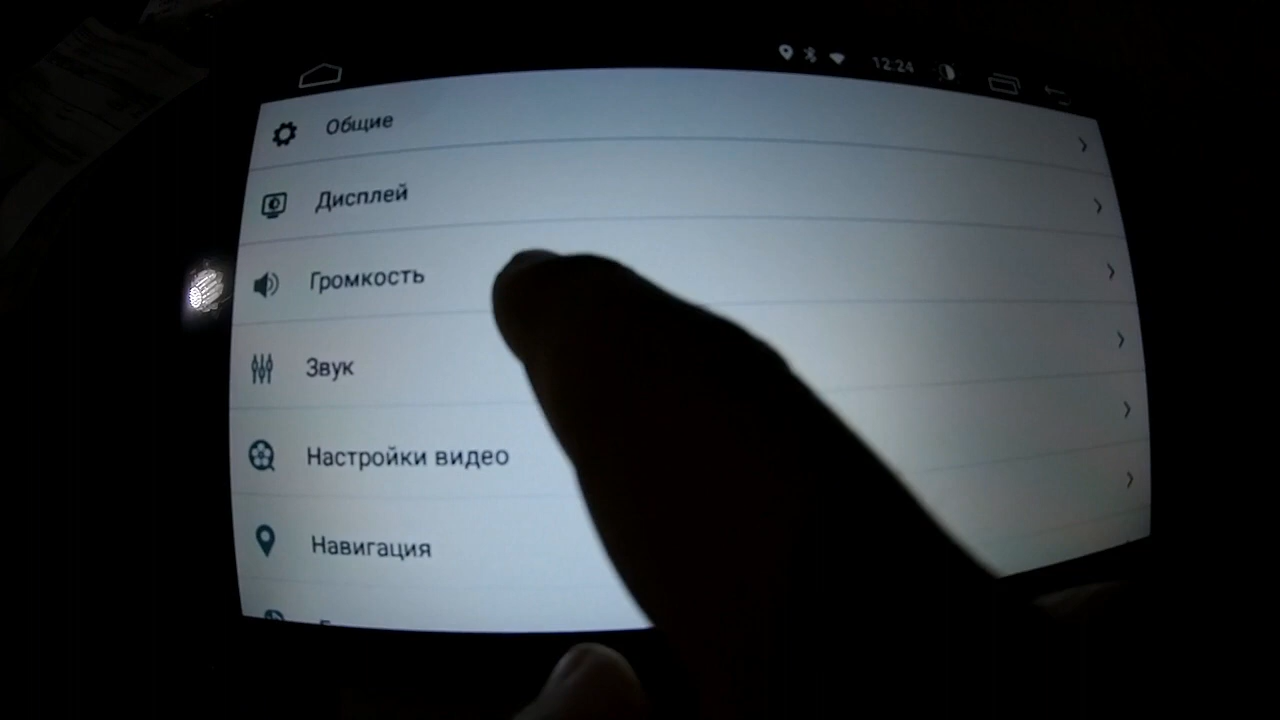 12:24
Общие
Дисплей
Громкость
Звук
Настройки видео
Навигация